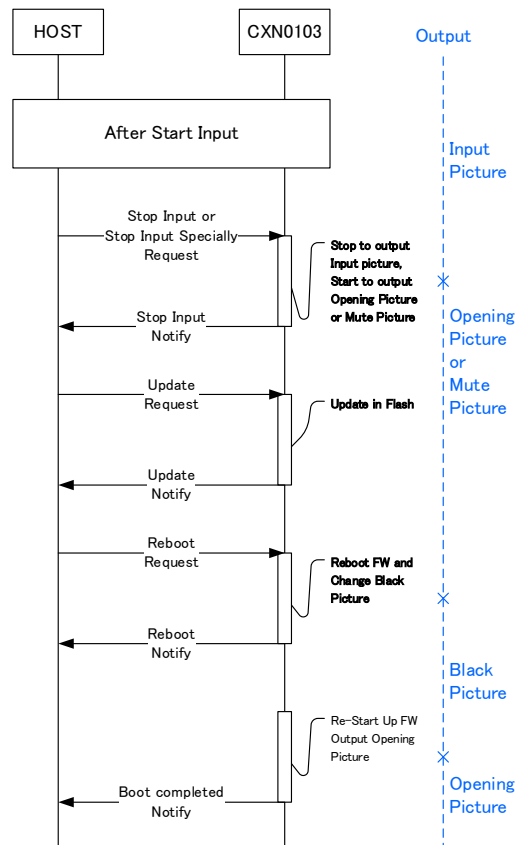 HOST
CXN0103
Output
After Start Input
Input
Picture
Stop Input or
Stop Input Specially
Request
Stop to output
Input picture,
Start to output
Opening Picture
or Mute Picture
Stop Input
Notify
Opening
Picture
or
Mute
Picture
Update
Request
Update in Flash
Update
Notify
Reboot
Request
Reboot FW and
Change Black
Picture
Reboot
Notify
Black
Picture
Re-Start Up FW
Output Opening
Picture
Boot completed
Notify
Opening
Picture